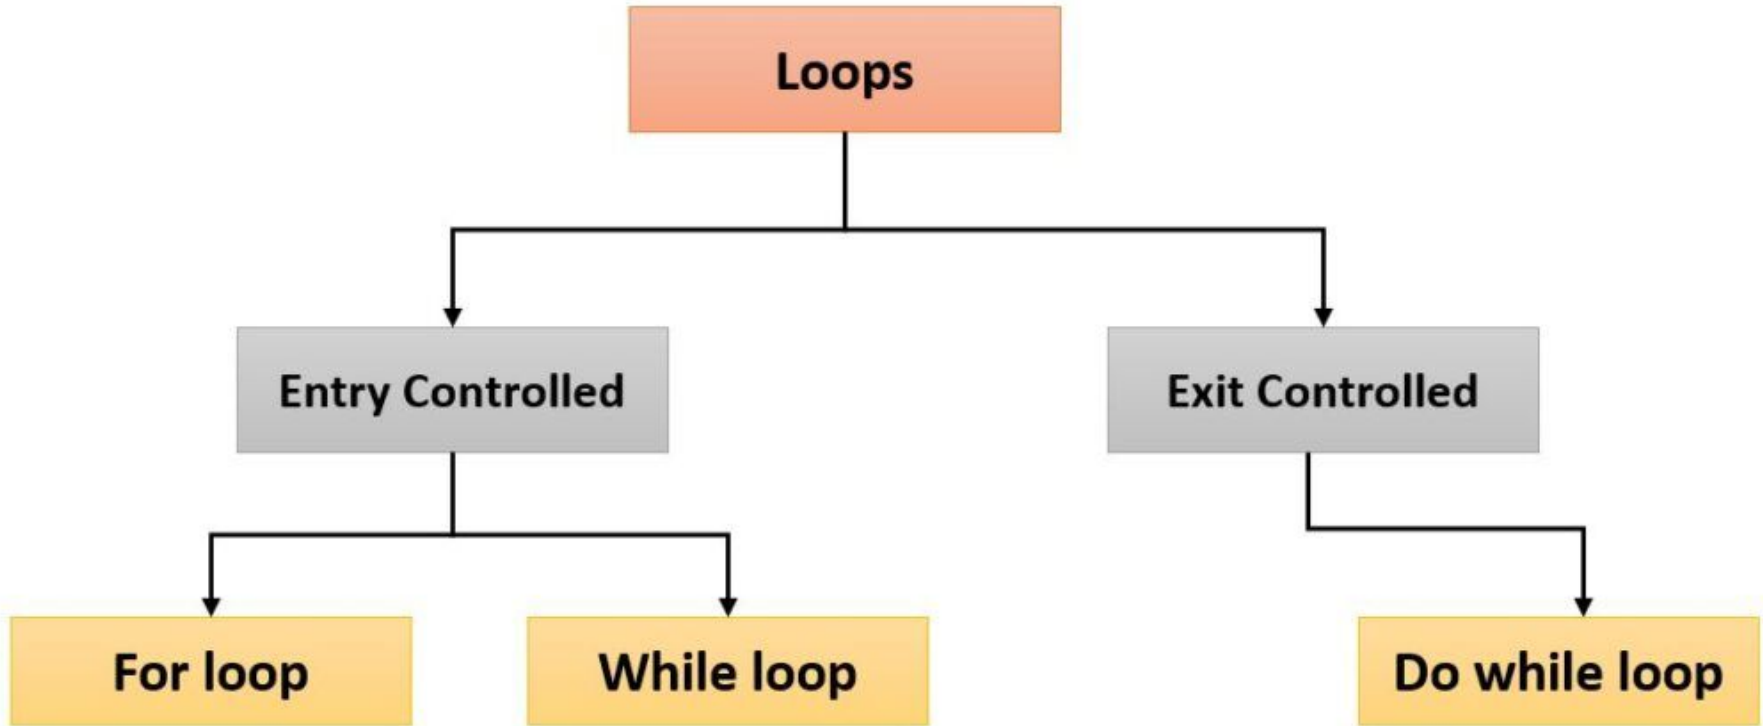 Loops
Entry Controlled
Exit Controlled
For loop
While loop
Do while loop